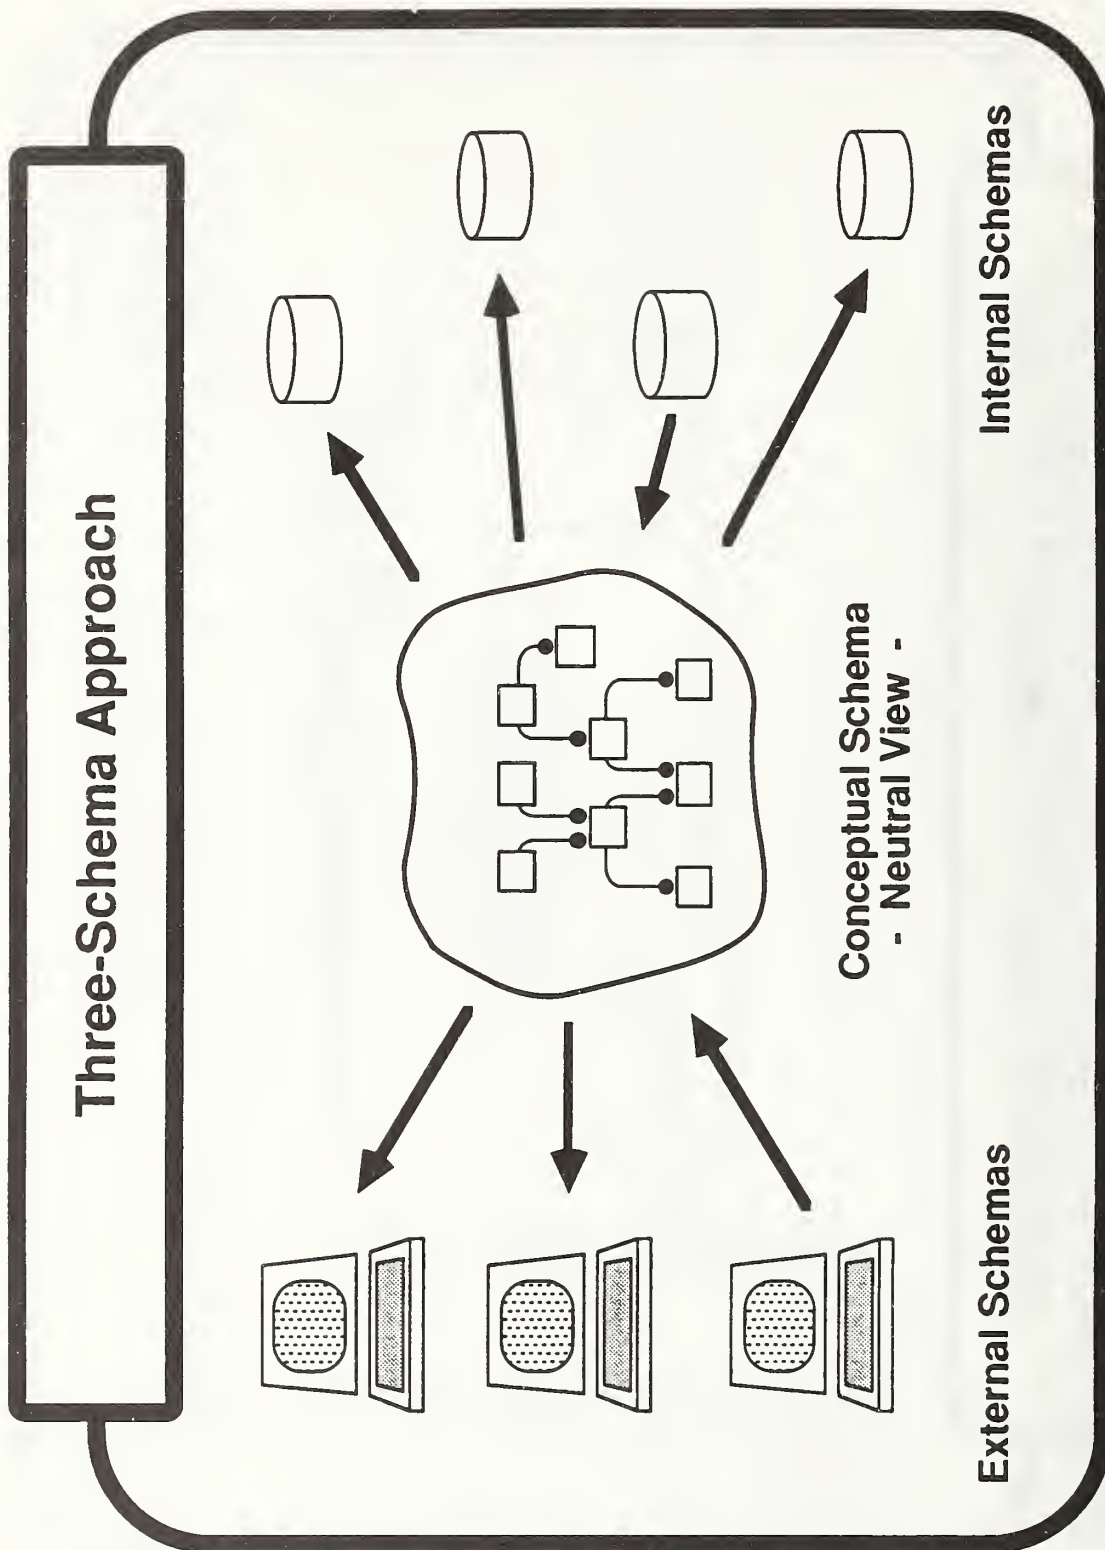 Three-Schema Approach
External Schemas
Conceptual Schema
- Neutral View -
Internal Schemas